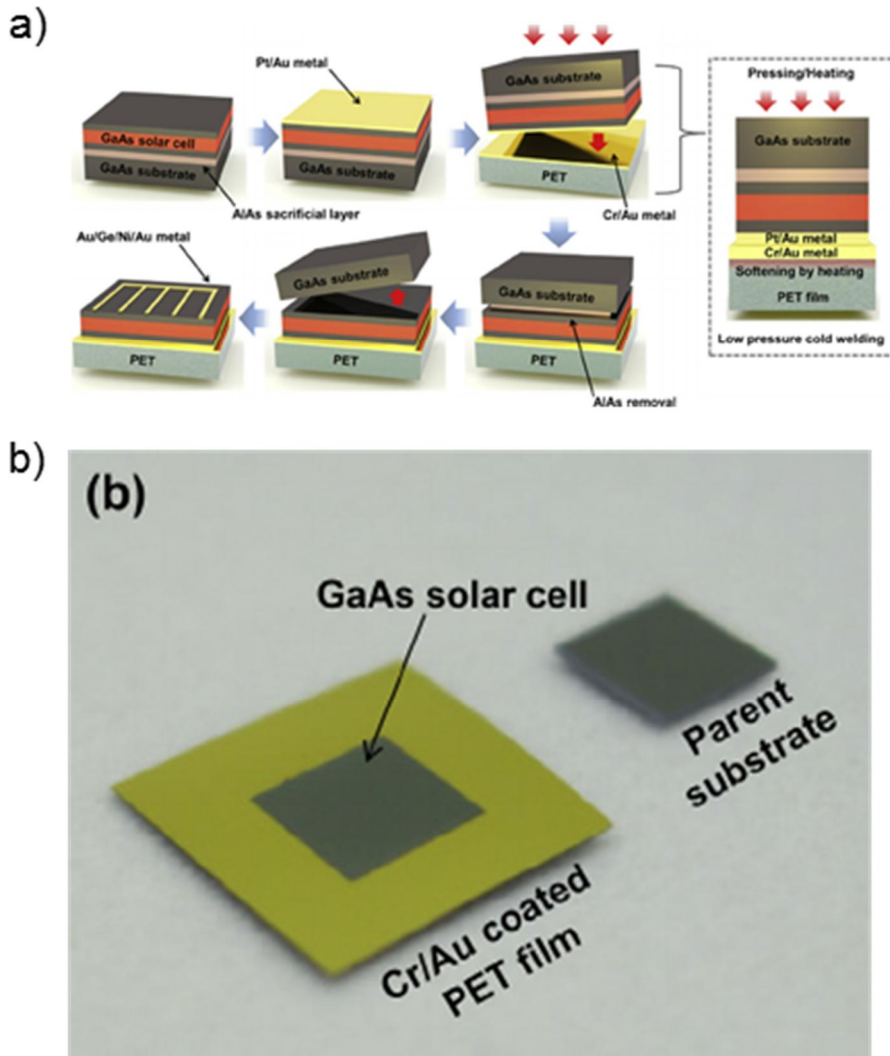 a)
Pt/Au metal
GaAs solar cell
GaAs substrate
AlAs sacrificial layer
GaAs substrate
GaAs substrate
PET
Cr/Au metal
Pressing/Heating
GaAs substrate
Pt/Au metal
Cr/Au metal
Softening by heating
PET film
Low pressure cold welding
Au/Ge/Ni/Au metal
PET
GaAs substrate
PET
GaAs substrate
PET
AlAs removal
b)
(b)
GaAs solar cell
Parent
substrate
Cr/Au coated
PET film